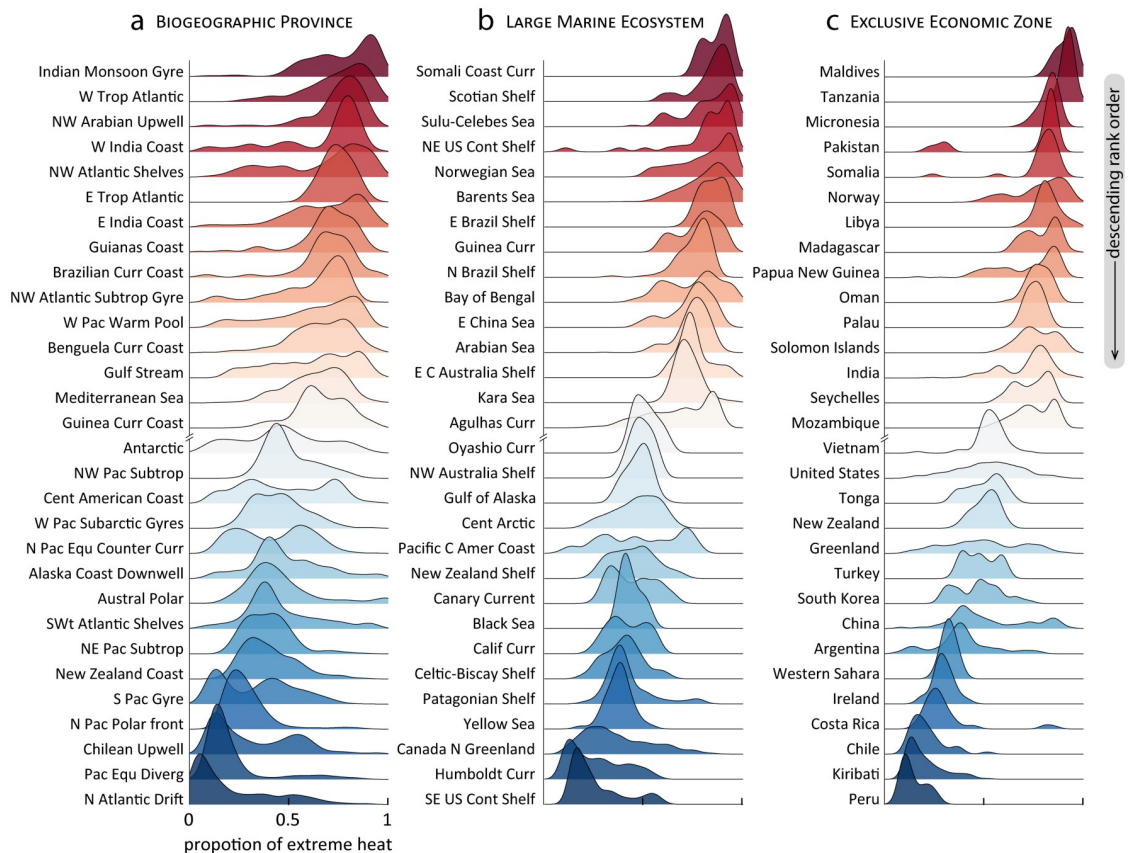 a BIOGEOGRAPHIC PROVINCE
Indian Monsoon Gyre
W Trop Atlantic
NW Arabian Upwell
W India Coast
NW Atlantic Shelves
E Trop Atlantic
E India Coast
Guianas Coast
Brazilian Curr Coast
NW Atlantic Subtrop Gyre
W Pac Warm Pool
Benguela Curr Coast
Gulf Stream
Mediterranean Sea
Guinea Curr Coast
Antarctic
NW Pac Subtrop
Cent American Coast
W Pac Subarctic Gyres
N Pac Equ Counter Curr
Alaska Coast Downwell
Austral Polar
SWt Atlantic Shelves
NE Pac Subtrop
New Zealand Coast
S Pac Gyre
N Pac Polar front
Chilean Upwell
Pac Equ Diverg
N Atlantic Drift
0 0.5 1
propotion of extreme heat
b LARGE MARINE ECOSYSTEM
Somali Coast Curr
Scotian Shelf
Sulu-Celebes Sea
NE US Cont Shelf
Norwegian Sea
Barents Sea
E Brazil Shelf
Guinea Curr
N Brazil Shelf
Bay of Bengal
E China Sea
Arabian Sea
E C Australia Shelf
Kara Sea
Agulhas Curr
Oyashio Curr
NW Australia Shelf
Gulf of Alaska
Cent Arctic
Pacific C Amer Coast
New Zealand Shelf
Canary Current
Black Sea
Calif Curr
Celtic-Biscay Shelf
Patagonian Shelf
Yellow Sea
Canada N Greenland
Humboldt Curr
SE US Cont Shelf
c EXCLUSIVE ECONOMIC ZONE
Maldives
Tanzania
Micronesia
Pakistan
Somalia
Norway
Libya
Madagascar
Papua New Guinea
Oman
Palau
Solomon Islands
India
Seychelles
Mozambique
Vietnam
United States
Tonga
New Zealand
Greenland
Turkey
South Korea
China
Argentina
Western Sahara
Ireland
Costa Rica
Chile
Kiribati
Peru
descending rank order